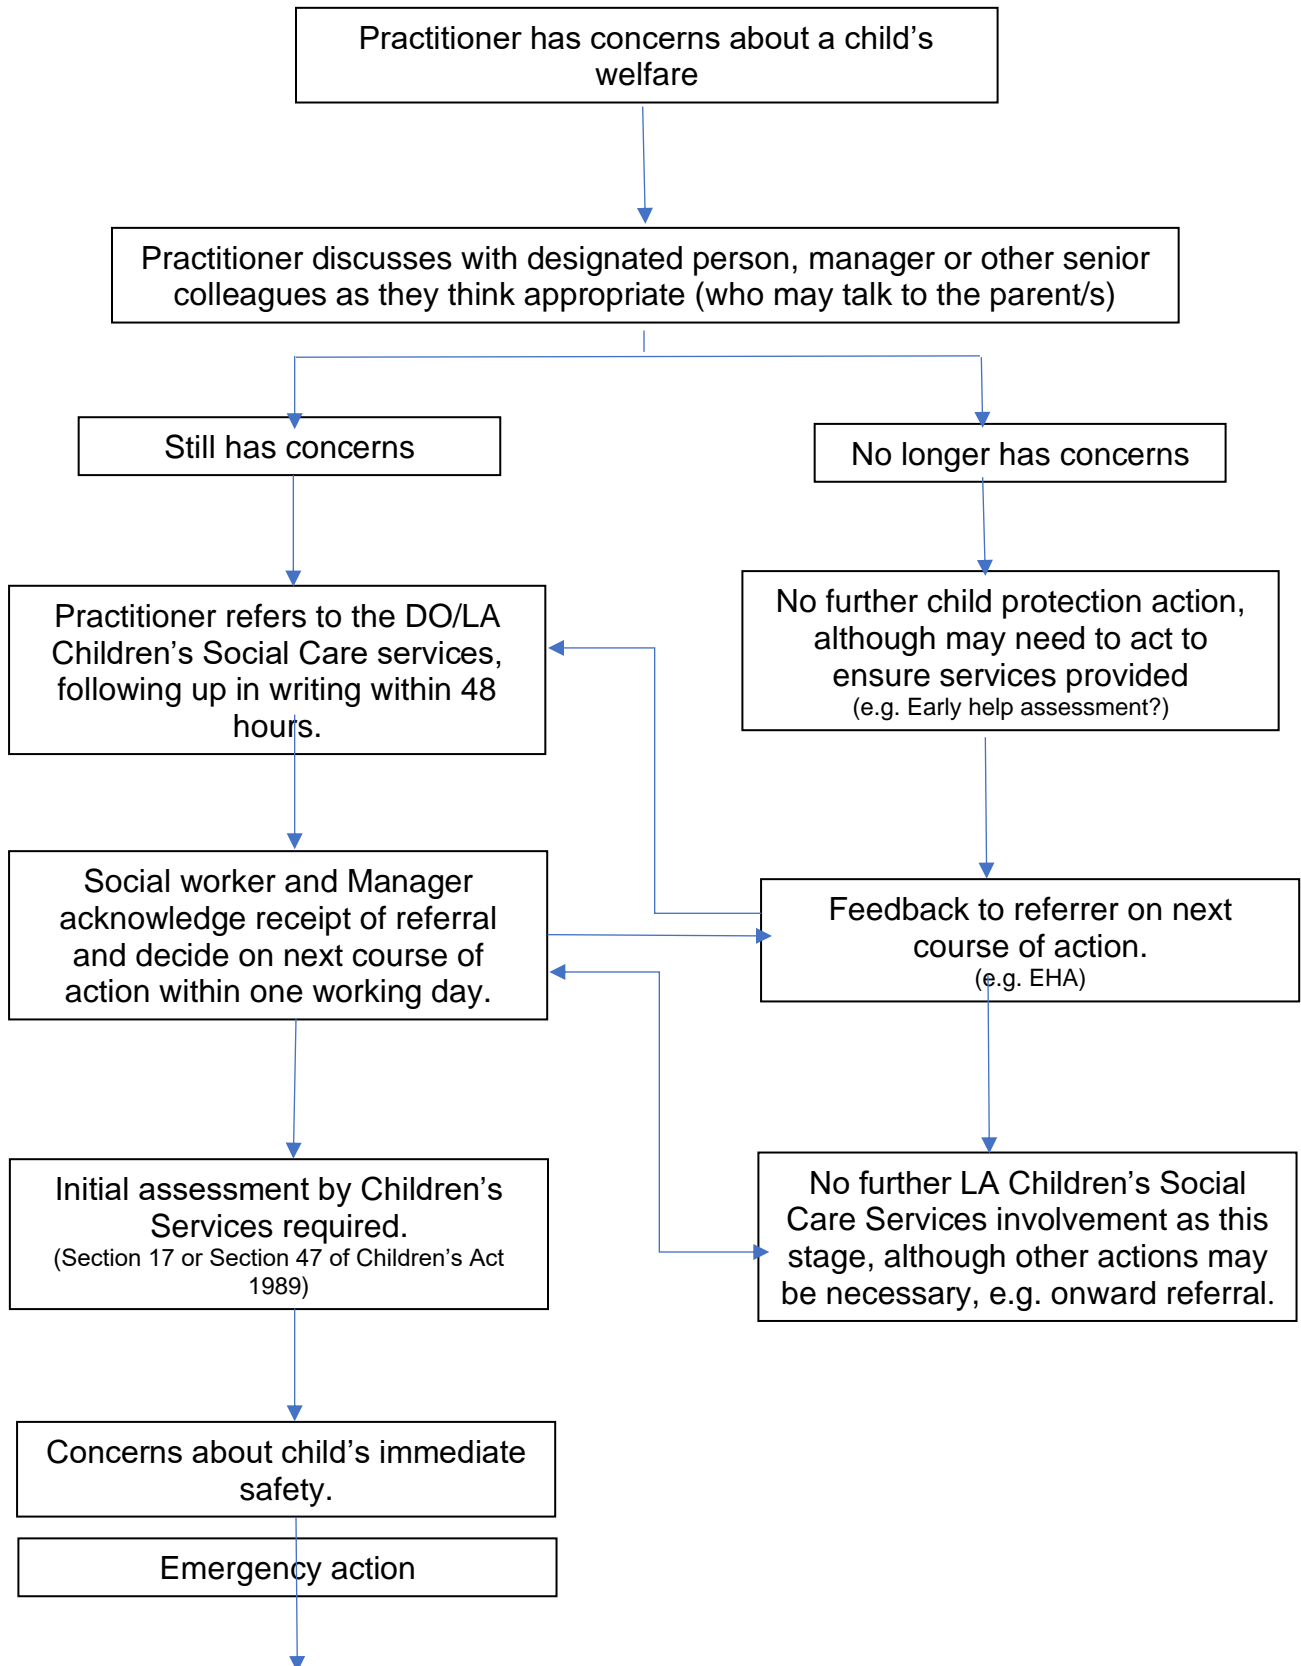 Practitioner has concerns about a child’s
welfare
Practitioner discusses with designated person, manager or other senior
colleagues as they think appropriate (who may talk to the parent/s)
Still has concerns
No longer has concerns
Practitioner refers to the DO/LA
Children’s Social Care services,
following up in writing within 48
hours.
No further child protection action,
although may need to act to
ensure services provided
(e.g. Early help assessment?)
Social worker and Manager
acknowledge receipt of referral
and decide on next course of
action within one working day.
Feedback to referrer on next
course of action.
(e.g. EHA)
Initial assessment by Children’s
Services required.
(Section 17 or Section 47 of Children’s Act
1989)
No further LA Children’s Social
Care Services involvement as this
stage, although other actions may
be necessary, e.g. onward referral.
Concerns about child’s immediate
safety.
Emergency action